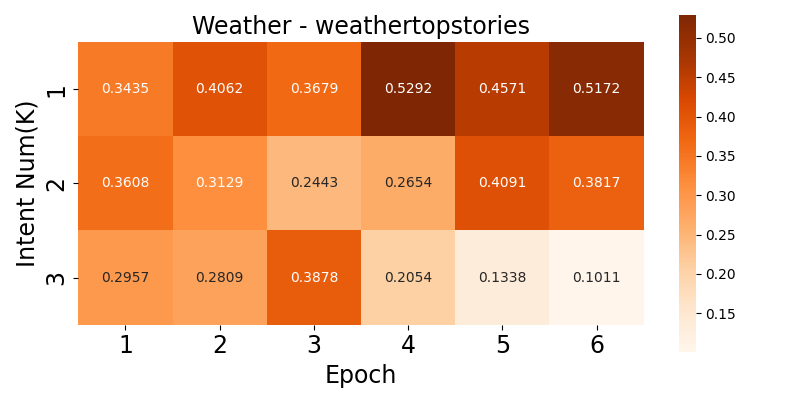 Weather - weathertopstories
Intent Num(K)
1
0.3435 0.4062 0.3679 0.5292 0.4571 0.5172
2
0.3608 0.3129 0.2443 0.2654 0.4091 0.3817
3
0.2957 0.2809 0.3878 0.2054 0.1338 0.1011
1 2 3 4 5 6
Epoch
0.50
0.45
0.40
0.35
0.30
0.25
0.20
0.15